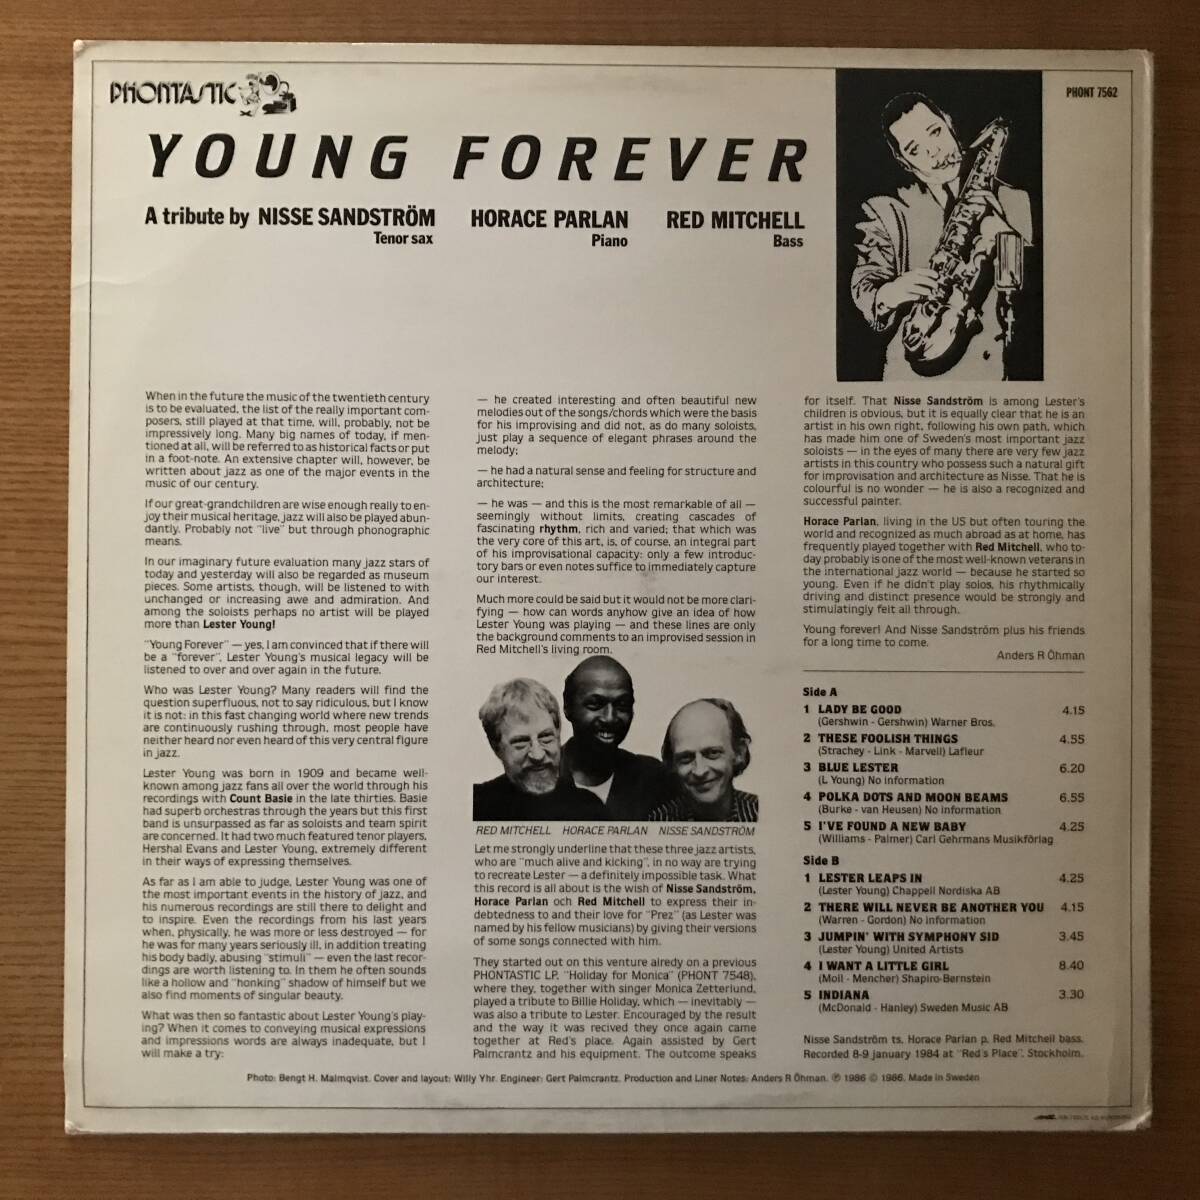 PHONTASTIC
PHONT 7562
YOUNG FOREVER
A tribute by NISSE SANDSTRÖM HORACE PARLAN RED MITCHELL
Tenor sax Piano Bass
When in the future the music of the twentieth century
is to be evaluated, the list of the really important com-
posers, still played at that time, will, probably, not be
impressively long. Many big names of today, if men-
tioned at all, will be referred to as historical facts or put
in a foot-note. An extensive chapter will, however, be
written about jazz as one of the major events in the
music of our century.
If our great-grandchildren are wise enough really to en-
joy their musical heritage, jazz will also be played abun-
dantly. Probably not "live" but through phonographic
means.
In our imaginary future evaluation many jazz stars of
today and yesterday will also be regarded as museum
pieces. Some artists, though, will be listened to with
unchanged or increasing awe and admiration. And
among the soloists perhaps no artist will be played
more than Lester Young!
"Young Forever" — yes, I am convinced that if there will
be a "forever", Lester Young's musical legacy will be
listened to over and over again in the future.
Who was Lester Young? Many readers will find the
question superfluous, not to say ridiculous, but I know
it is not: in this fast changing world where new trends
are continuously rushing through, most people have
neither heard nor even heard of this very central figure
in jazz.
Lester Young was born in 1909 and became well-
known among jazz fans all over the world through his
recordings with Count Basie in the late thirties. Basie
had superb orchestras through the years but this first
band is unsurpassed as far as soloists and team spirit
are concerned. It had two much featured tenor players,
Hershal Evans and Lester Young, extremely different
in their ways of expressing themselves.
As far as I am able to judge, Lester Young was one of
the most important events in the history of jazz, and
his numerous recordings are still there to delight and
to inspire. Even the recordings from his last years
when, physically, he was more or less destroyed — for
he was for many years seriously ill, in addition treating
his body badly, abusing "stimuli" — even the last recor-
dings are worth listening to. In them he often sounds
like a hollow and "honking" shadow of himself but we
also find moments of singular beauty.
What was then so fantastic about Lester Young's play-
ing? When it comes to conveying musical expressions
and impressions words are always inadequate, but I
will make a try:
— he created interesting and often beautiful new
melodies out of the songs/chords which were the basis
for his improvising and did not, as do many soloists,
just play a sequence of elegant phrases around the
melody;
— he had a natural sense and feeling for structure and
architecture;
— he was — and this is the most remarkable of all —
seemingly without limits, creating cascades of
fascinating rhythm, rich and varied; that which was
the very core of this art, is, of course, an integral part
of his improvisational capacity: only a few introduc-
tory bars or even notes suffice to immediately capture
our interest.
Much more could be said but it would not be more clari-
fying — how can words anyhow give an idea of how
Lester Young was playing — and these lines are only
the background comments to an improvised session in
Red Mitchell's living room.
RED MITCHELL HORACE PARLAN NISSE SANDSTRÖM
Let me strongly underline that these three jazz artists,
who are "much alive and kicking", in no way are trying
to recreate Lester — a definitely impossible task. What
this record is all about is the wish of Nisse Sandström,
Horace Parlan och Red Mitchell to express their in-
debtedness to and their love for "Prez" (as Lester was
named by his fellow musicians) by giving their versions
of some songs connected with him.
They started out on this venture alredy on a previous
PHONTASTIC LP, "Holiday for Monica" (PHONT 7548),
where they, together with singer Monica Zetterlund,
played a tribute to Billie Holiday, which — inevitably —
was also a tribute to Lester. Encouraged by the result
and the way it was recived they once again came
together at Red's place. Again assisted by Gert
Palmcrantz and his equipment. The outcome speaks
for itself. That Nisse Sandström is among Lester's
children is obvious, but it is equally clear that he is an
artist in his own right, following his own path, which
has made him one of Sweden's most important jazz
soloists — in the eyes of many there are very few jazz
artists in this country who possess such a natural gift
for improvisation and architecture as Nisse. That he is
colourful is no wonder — he is also a recognized and
successful painter.
Horace Parlan, living in the US but often touring the
world and recognized as much abroad as at home, has
frequently played together with Red Mitchell, who to-
day probably is one of the most well-known veterans in
the international jazz world — because he started so
young. Even if he didn't play solos, his rhythmically
driving and distinct presence would be strongly and
stimulatingly felt all through.
Young forever! And Nisse Sandström plus his friends
for a long time to come.
Anders R Öhman
Side A
1 LADY BE GOOD 4.15
(Gershwin - Gershwin) Warner Bros.
2 THESE FOOLISH THINGS 4.55
(Strachey - Link - Marvell) Lafleur
3 BLUE LESTER 6.20
(L Young) No information
4 POLKA DOTS AND MOON BEAMS 6.55
(Burke - van Heusen) No information
5 I'VE FOUND A NEW BABY 4.25
(Williams - Palmer) Carl Gehrmans Musikförlag
Side B
1 LESTER LEAPS IN 4.25
(Lester Young) Chappell Nordiska AB
2 THERE WILL NEVER BE ANOTHER YOU 4.15
(Warren - Gordon) No information
3 JUMPIN' WITH SYMPHONY SID 3.45
(Lester Young) United Artists
4 I WANT A LITTLE GIRL 8.40
(Moll - Mencher) Shapiro-Bernstein
5 INDIANA 3.30
(McDonald - Hanley) Sweden Music AB
Nisse Sandström ts, Horace Parlan p, Red Mitchell bass.
Recorded 8-9 january 1984 at "Red's Place", Stockholm.
Photo: Bengt H. Malmqvist. Cover and layout: Willy Yhr. Engineer: Gert Palmcrantz. Production and Liner Notes: Anders R Öhman. ℗ 1986 © 1986. Made in Sweden